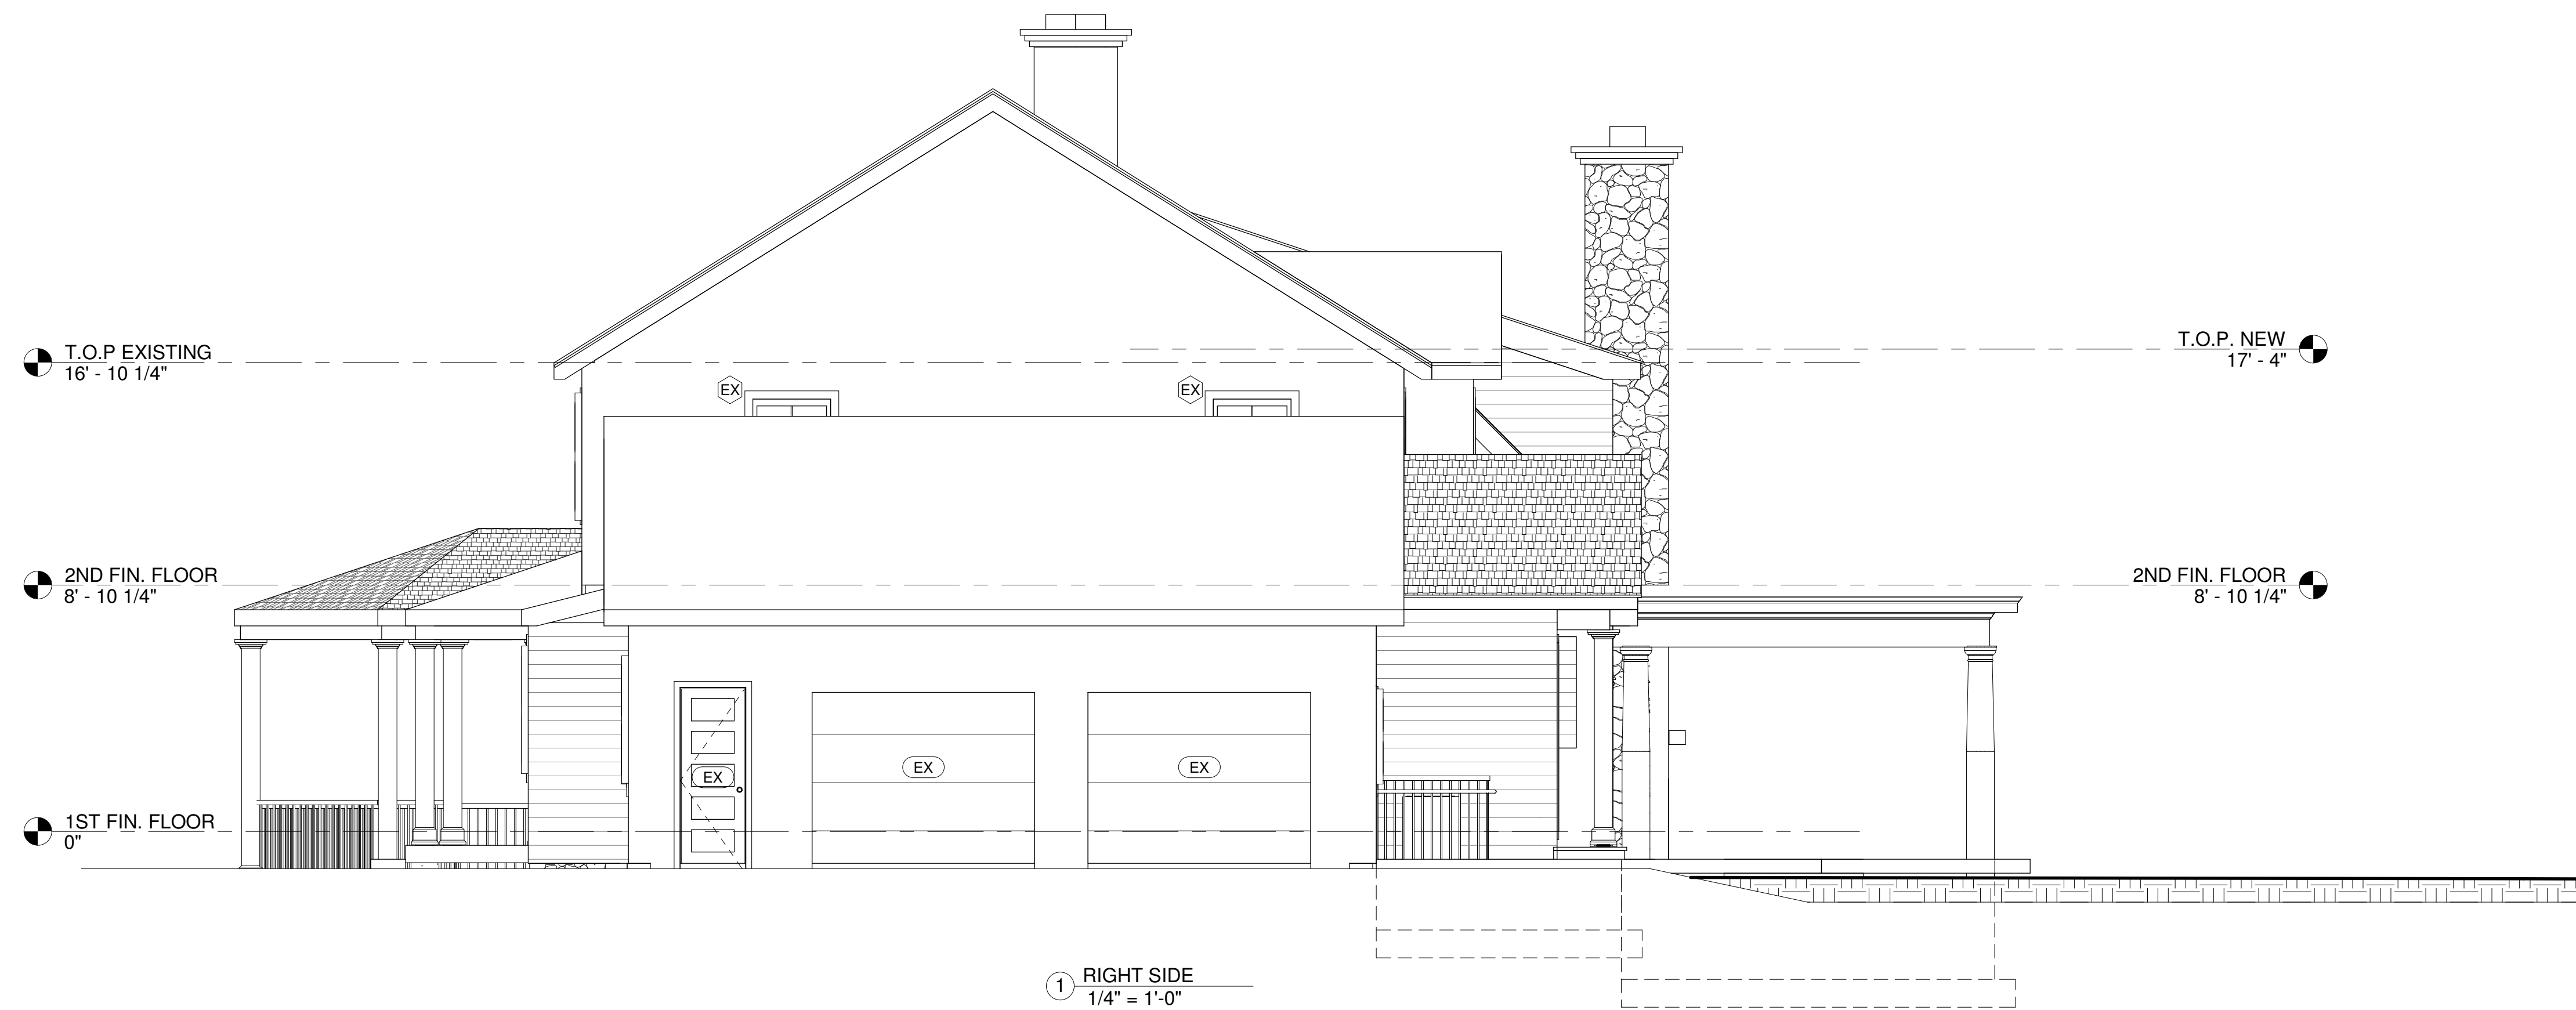 T.O.P EXISTING
16' - 10 1/4"
T.O.P. NEW
17' - 4"
EX
EX
2ND FIN. FLOOR
8' - 10 1/4"
2ND FIN. FLOOR
8' - 10 1/4"
EX
EX
EX
1ST FIN. FLOOR
0"
1
RIGHT SIDE
1/4" = 1'-0"